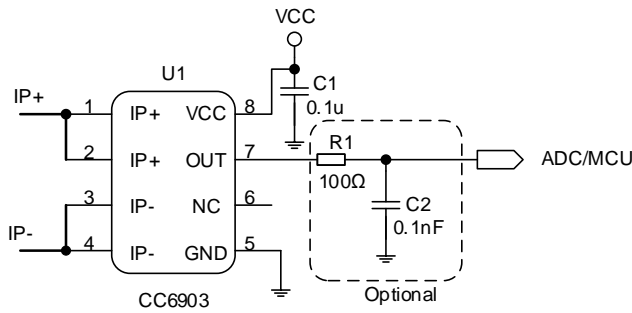 VCC
U1
C1
0.1u
IP+
1
IP+
VCC
8
2
IP+
OUT
7
R1
100Ω
ADC/MCU
3
IP-
NC
6
C2
0.1nF
IP-
4
IP-
GND
5
CC6903
Optional